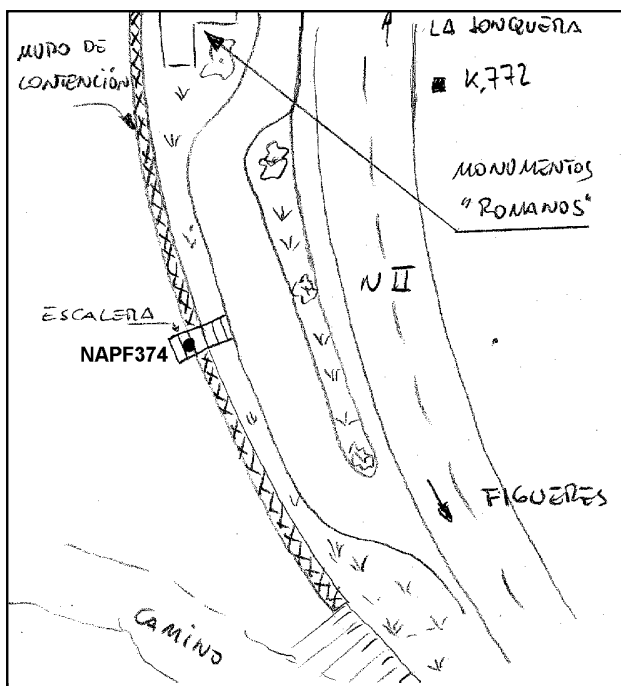 MURO DE
CONTENCIÓN
LA JONQUERA
K,772
MONUMENTOS
"ROMANOS"
N II
ESCALERA
NAPF374
FIGUERES
CAMINO